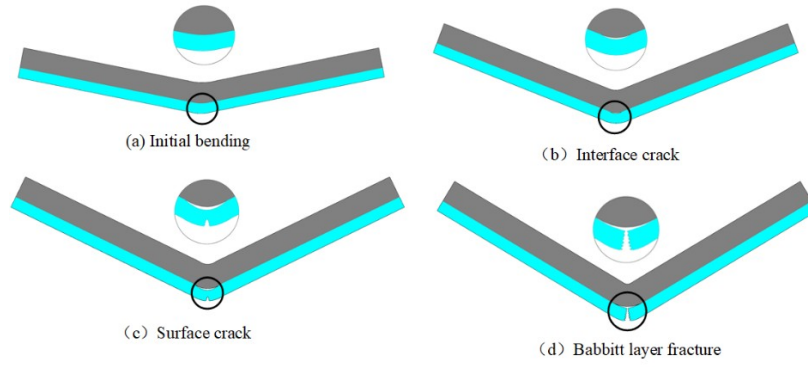 (a) Initial bending
（b）Interface crack
（c）Surface crack
（d）Babbitt layer fracture